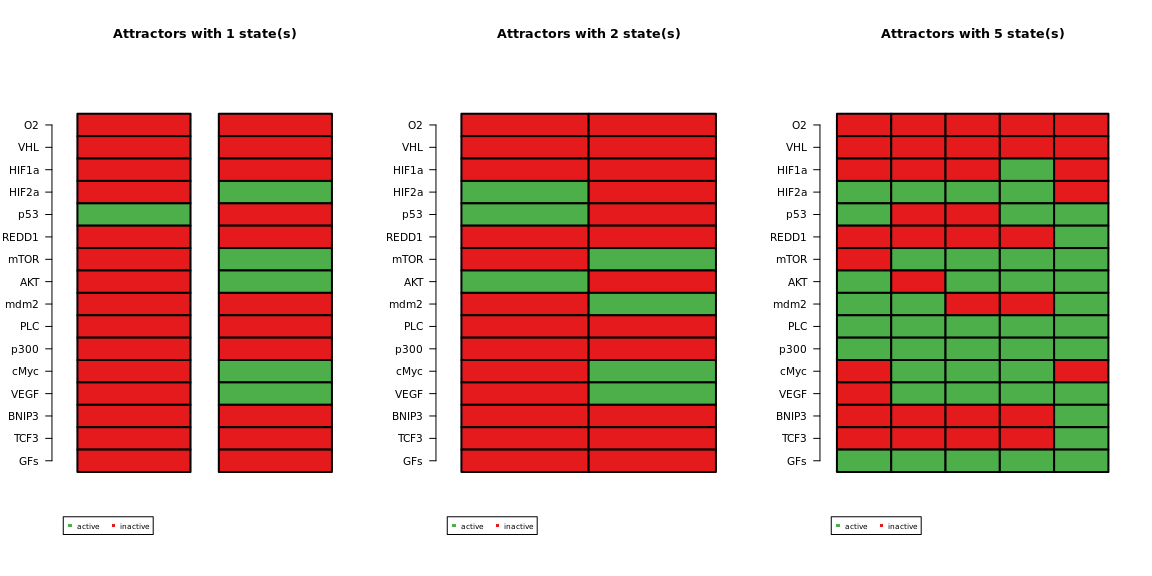 Attractors with 1 state(s)
O2
VHL
HIF1a
HIF2a
p53
REDD1
mTOR
AKT
mdm2
PLC
p300
cMyc
VEGF
BNIP3
TCF3
GFs
active inactive
Attractors with 2 state(s)
O2
VHL
HIF1a
HIF2a
p53
REDD1
mTOR
AKT
mdm2
PLC
p300
cMyc
VEGF
BNIP3
TCF3
GFs
active inactive
Attractors with 5 state(s)
O2
VHL
HIF1a
HIF2a
p53
REDD1
mTOR
AKT
mdm2
PLC
p300
cMyc
VEGF
BNIP3
TCF3
GFs
active inactive